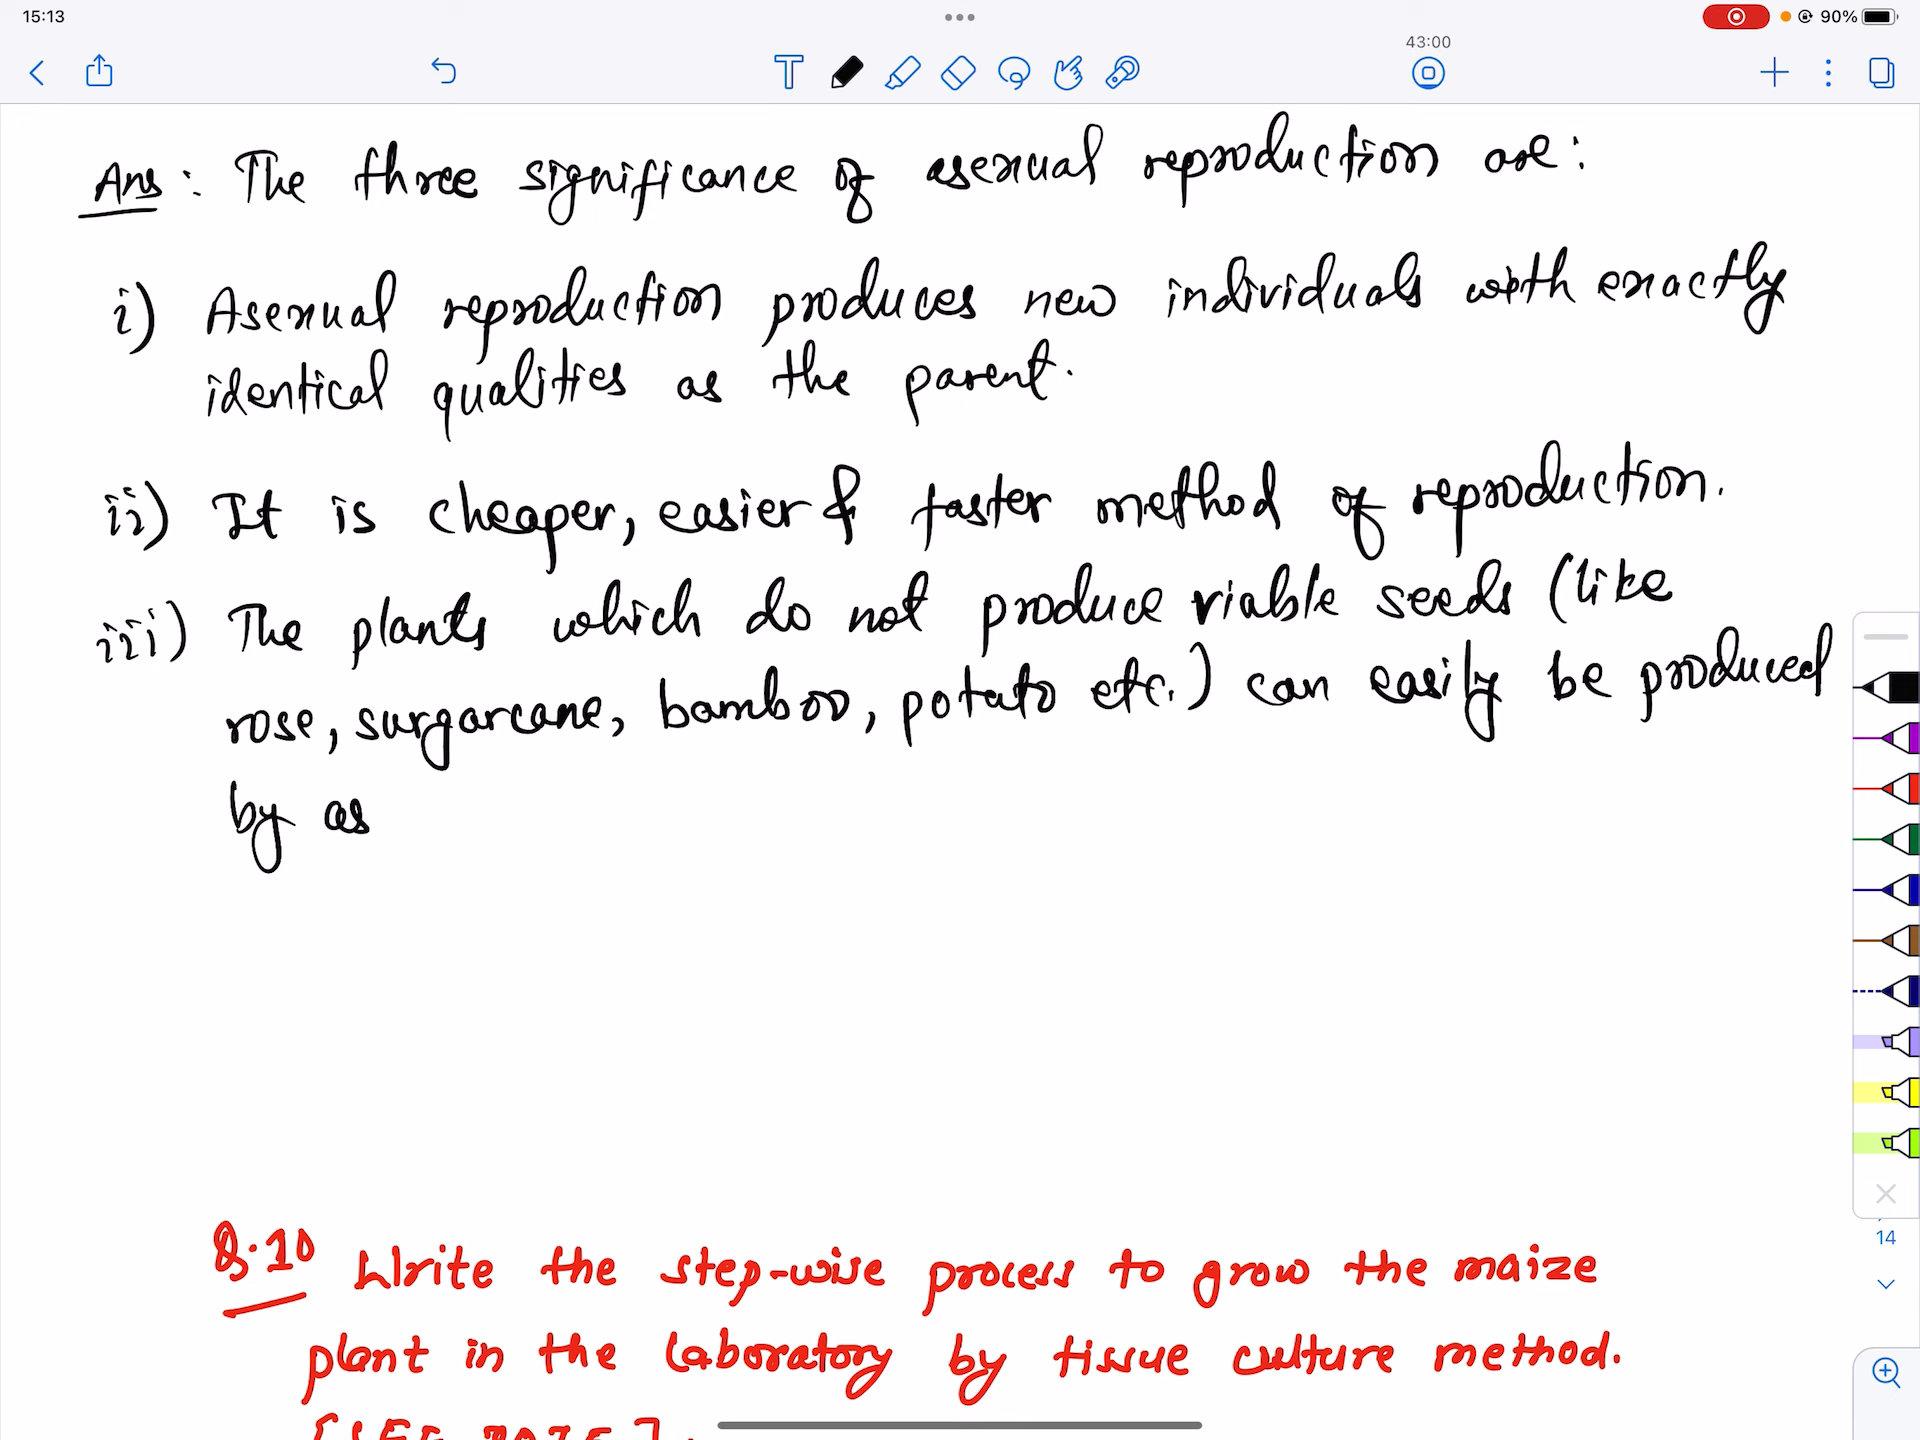 15:13
90%
43:00
Ans : The three significance of asexual reproduction are:
i) Asexual reproduction produces new individuals with exactly
identical qualities as the parent.
ii) It is cheaper, easier & faster method of reproduction.
iii) The plants which do not produce viable seeds (like
rose, surgarcane, bamboo, potato etc.) can easily be produced
by as
14
Q.10 Write the step-wise process to grow the maize
plant in the laboratory by tissue culture method.